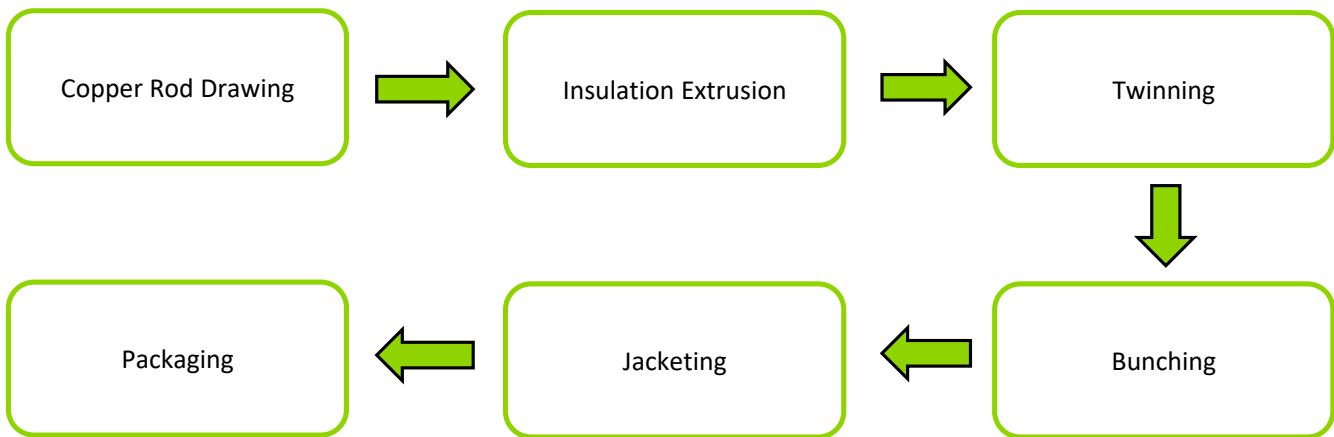 Copper Rod Drawing
Insulation Extrusion
Twinning
Bunching
Jacketing
Packaging